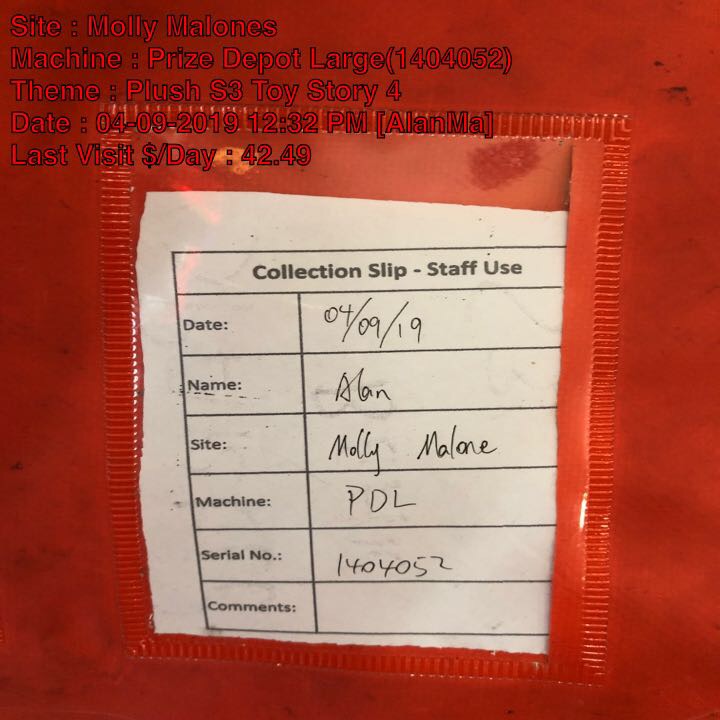 Site : Molly Malones
Machine : Prize Depot Large(1404052)
Theme : Plush S3 Toy Story 4
Date : 04-09-2019 12:32 PM [AlanMa]
Last Visit $/Day : 42.49
Collection Slip - Staff Use
Date: 04/09/19
Name: Alan
Site: Molly Malone
Machine: PDL
Serial No.: 1404052
Comments: